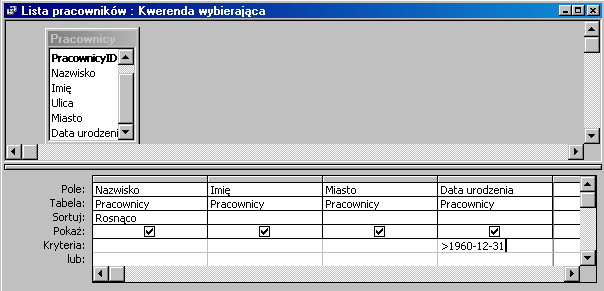 Lista pracowników : Kwerenda wybierająca
Pracownicy
PracownicyID
Nazwisko
Imię
Ulica
Miasto
Data urodzeni
Pole: Nazwisko Imię Miasto Data urodzenia
Tabela: Pracownicy Pracownicy Pracownicy Pracownicy
Sortuj: Rosnąco
Pokaż:
Kryteria: >1960-12-31
lub: